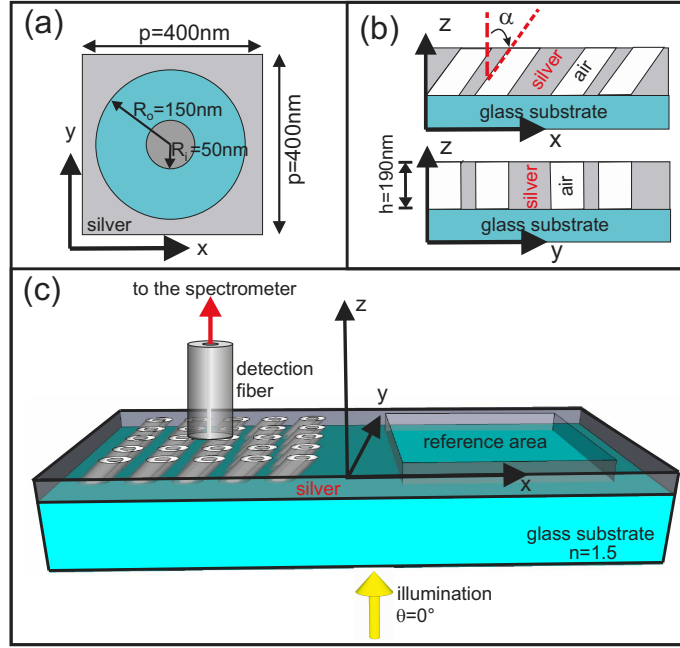 (a)
p=400nm
Rₒ=150nm
Rᵢ=50nm
p=400nm
y
silver
x
(b)
z
α
silver
air
glass substrate
x
z
h=190nm
silver
air
glass substrate
y
(c)
to the spectrometer
z
detection
fiber
y
reference area
x
silver
glass substrate
n=1.5
illumination
θ=0°